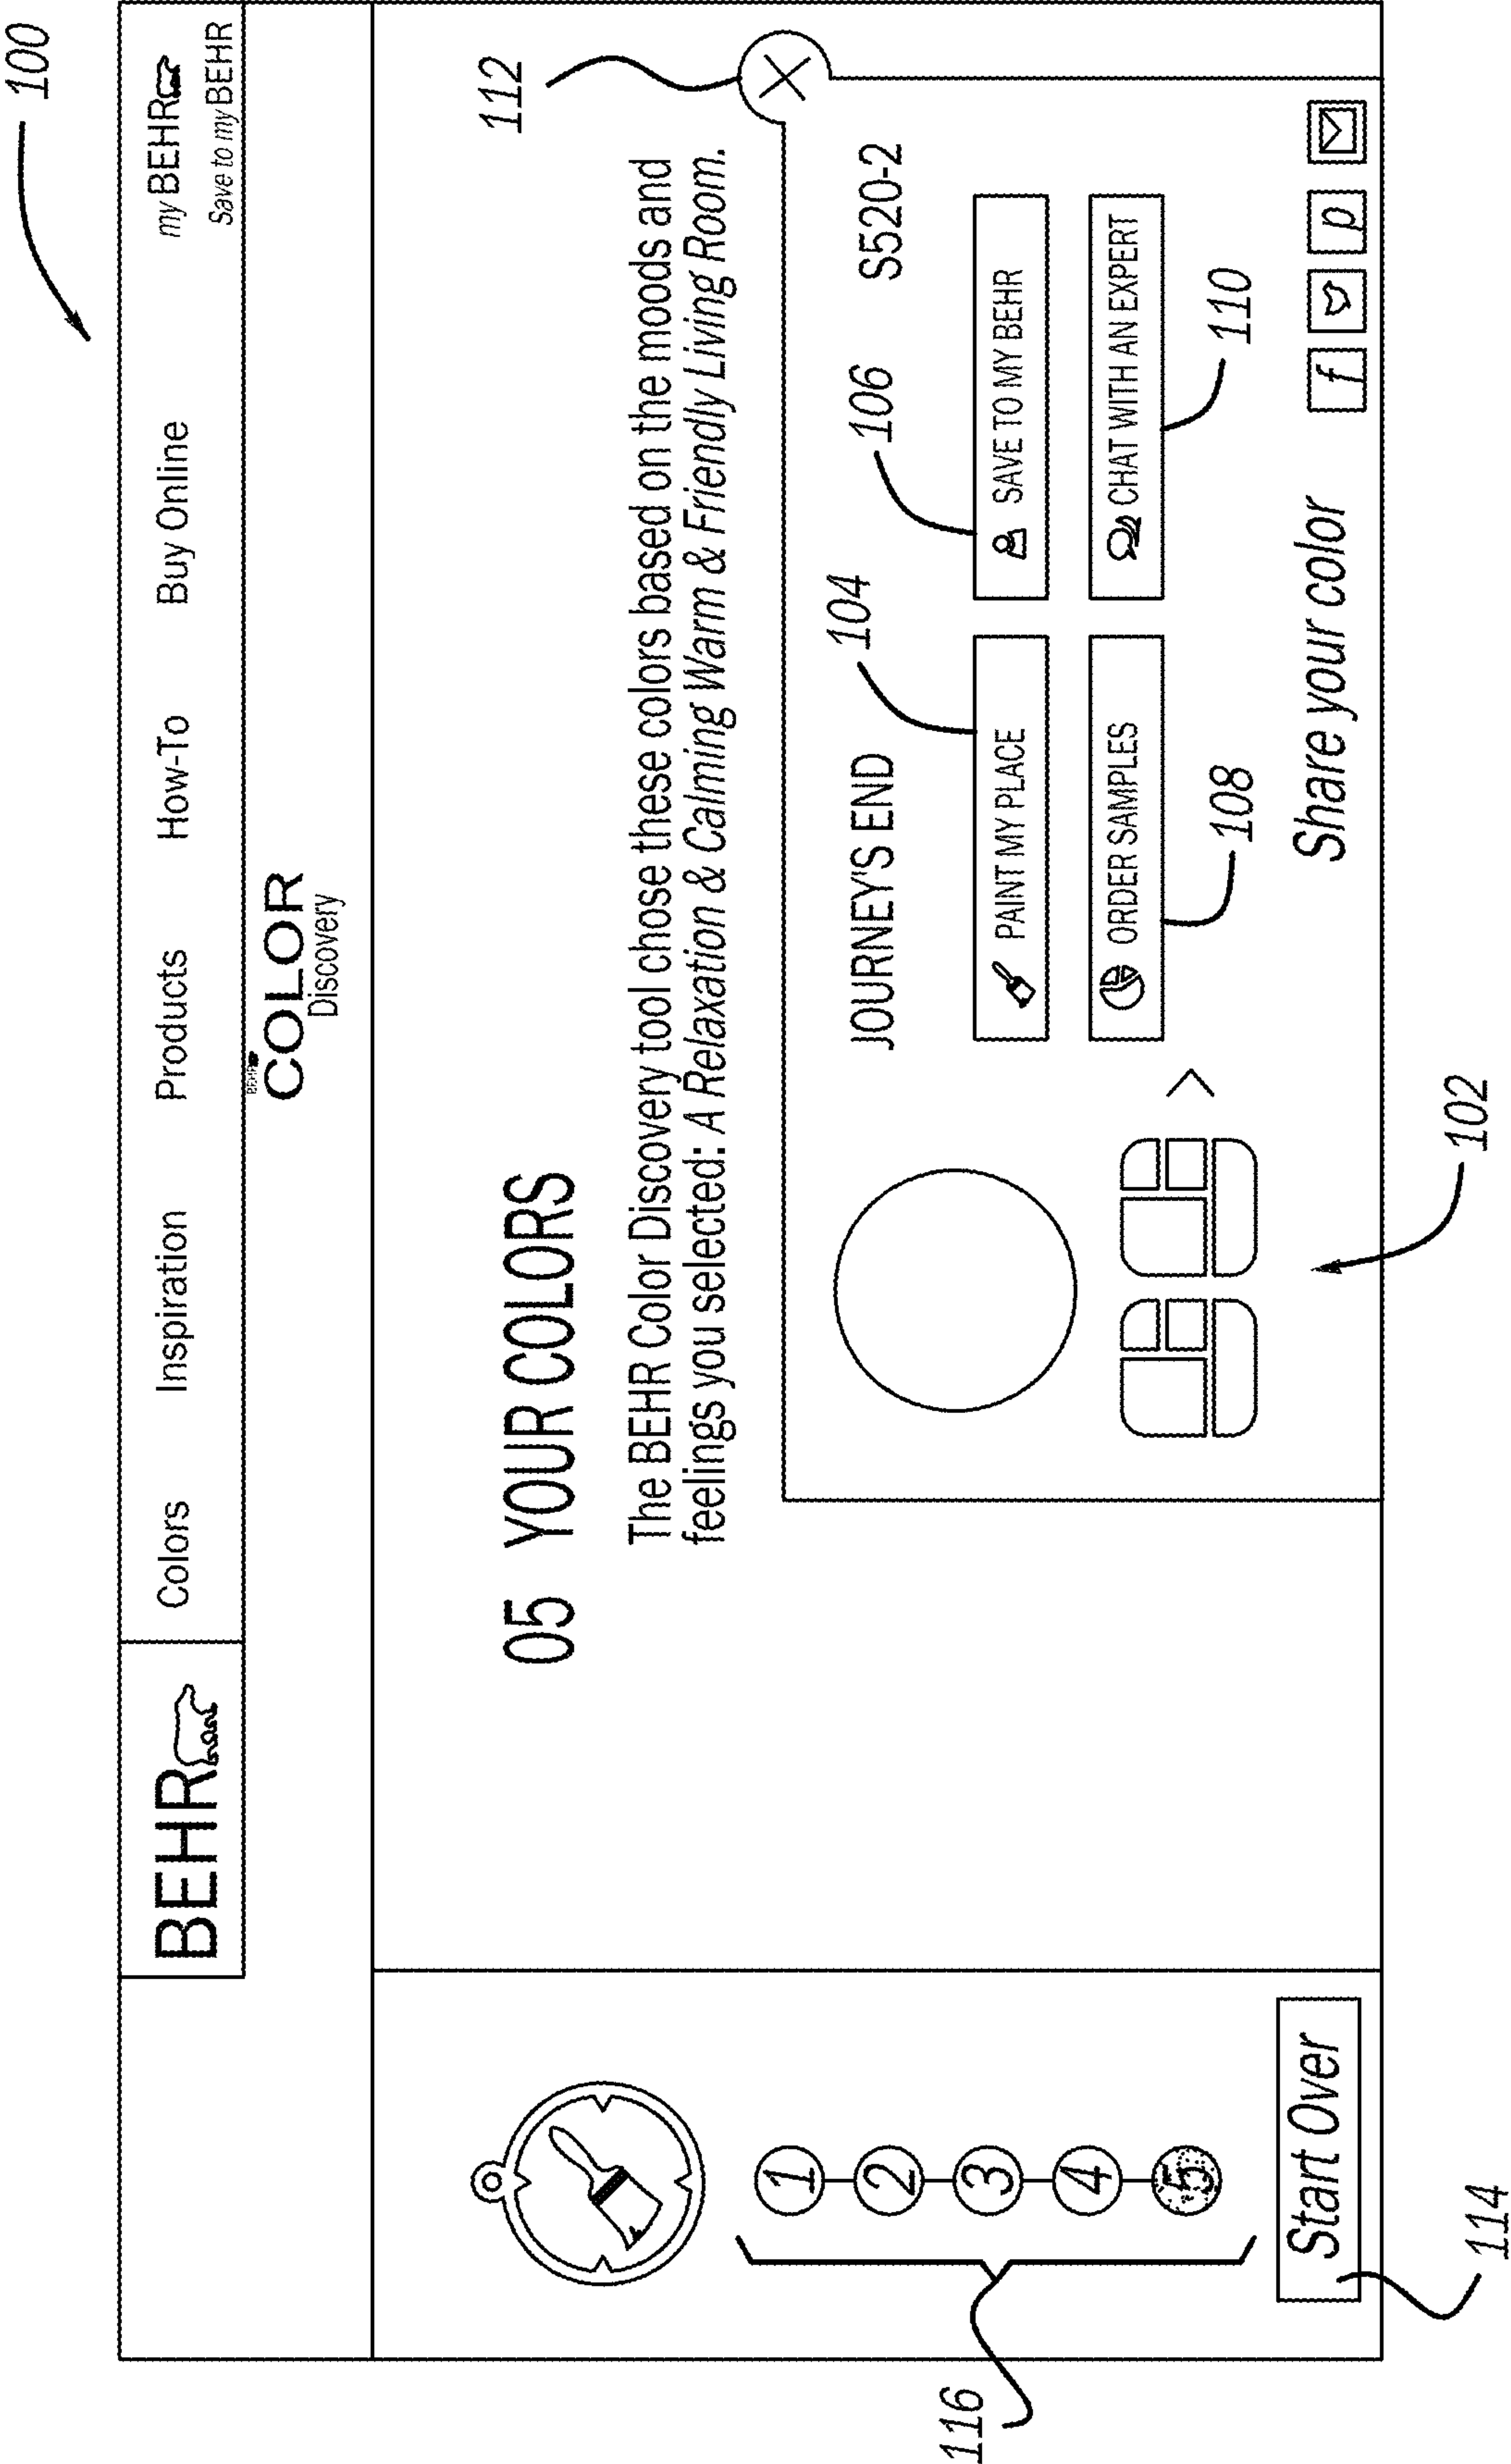 100
BEHR
Colors
Inspiration
Products
How-To
Buy Online
my BEHR
Save to my BEHR
BEHR
COLOR
Discovery
112
05 YOUR COLORS
The BEHR Color Discovery tool chose these colors based on the moods and
feelings you selected: A Relaxation & Calming Warm & Friendly Living Room.
JOURNEY'S END
S520-2
104
106
PAINT MY PLACE
SAVE TO MY BEHR
ORDER SAMPLES
CHAT WITH AN EXPERT
108
110
Share your color
f
p
102
1
2
3
4
5
116
Start Over
114